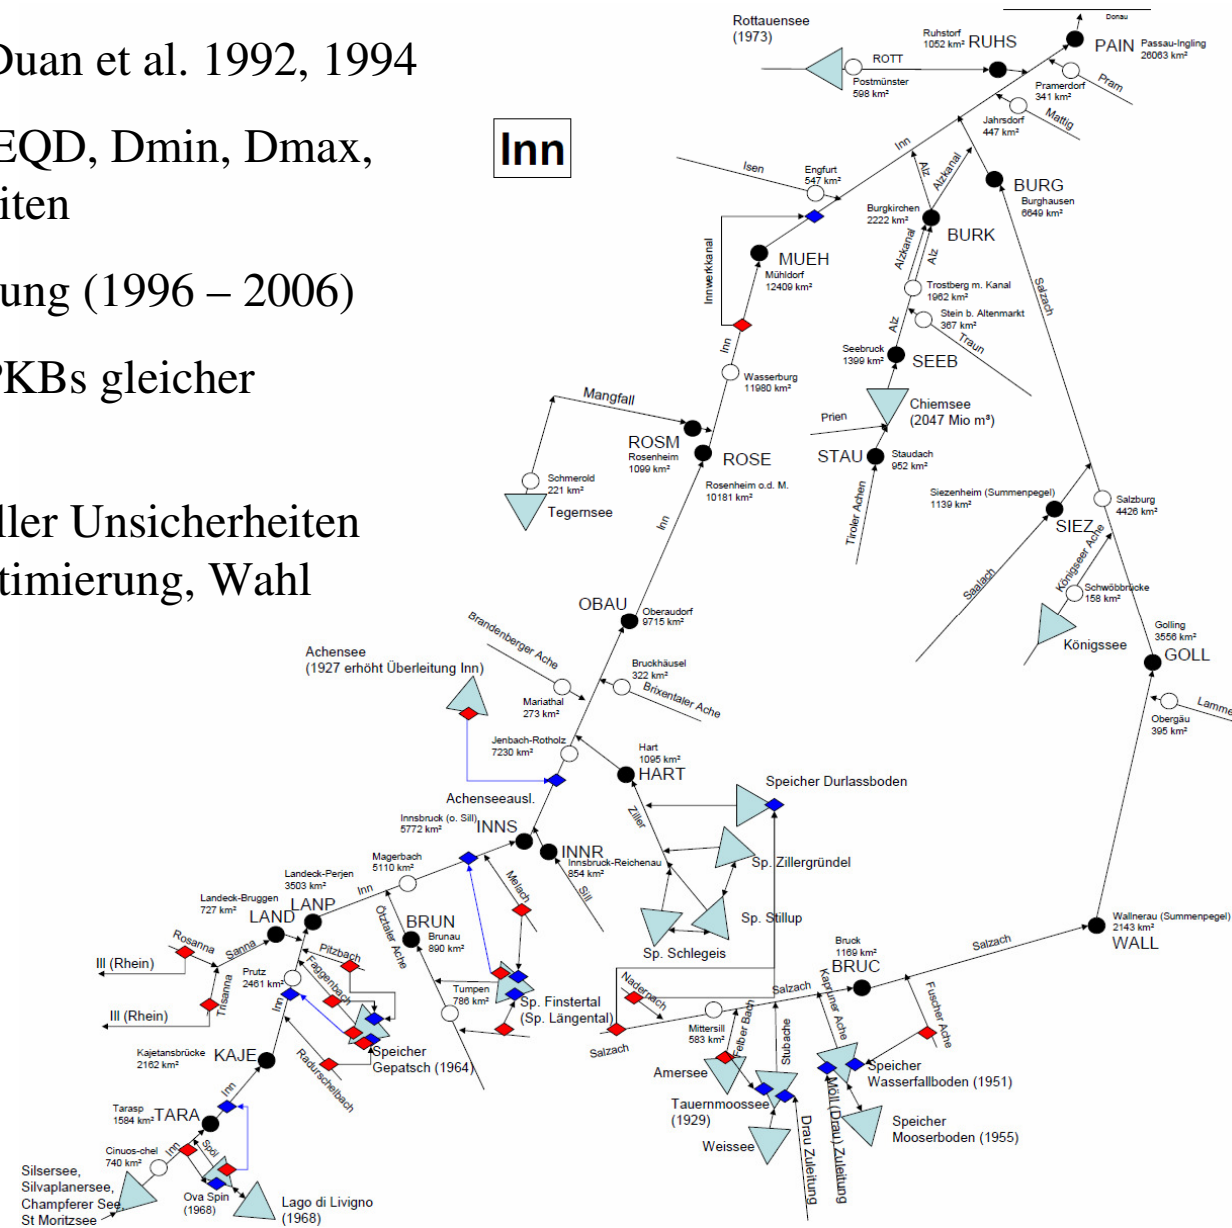 Duan et al. 1992, 1994
EQD, Dmin, Dmax,
iten
ung (1996 – 2006)
PKBs gleicher
ller Unsicherheiten
timierung, Wahl
Inn
Rottauensee
(1973)
ROTT
Postmünster
598 km²
Ruhstorf
1052 km²
RUHS
Donau
PAIN
Passau-Ingling
26063 km²
Pramerdorf
341 km²
Pram
Jahrsdorf
447 km²
Mattig
Inn
Isen
Engfurt
547 km²
Alz
Alzkanal
BURG
Burghausen
6649 km²
Burgkirchen
2222 km²
BURK
Innwerkkanal
MUEH
Mühldorf
12409 km²
Alzkanal
Alz
Salzach
Trostberg m. Kanal
1962 km²
Stein b. Altenmarkt
367 km²
Traun
Alz
Inn
Seebruck
1399 km²
SEEB
Wasserburg
11980 km²
Mangfall
Chiemsee
(2047 Mio m³)
Prien
ROSM
Rosenheim
1099 km²
ROSE
Rosenheim o.d. M.
10181 km²
STAU
Staudach
952 km²
Schmerold
221 km²
Tegernsee
Siezenheim (Summenpegel)
1139 km²
SIEZ
Salzburg
4426 km²
Inn
Tiroler Achen
Saalach
Königseer Ache
Schwöbbrücke
158 km²
Königssee
OBAU
Oberaudorf
9715 km²
Golling
3556 km²
GOLL
Brandenberger Ache
Achensee
(1927 erhöht Überleitung Inn)
Bruckhäusel
322 km²
Brixentaler Ache
Mariathal
273 km²
Lamme
Obergäu
395 km²
Jenbach-Rotholz
7230 km²
Hart
1095 km²
HART
Speicher Durlassboden
Achenseeausl.
Ziller
Innsbruck (o. Sill)
5772 km²
INNS
INNR
Innsbruck-Reichenau
854 km²
Sill
Sp. Zillergründel
Magerbach
5110 km²
Landeck-Perjen
3503 km²
Inn
Melach
Landeck-Bruggen
727 km²
LAND
LANP
Ötztaler Ache
BRUN
Brunau
890 km²
Sp. Stillup
Sp. Schlegeis
Wallnerau (Summenpegel)
2143 km²
WALL
Rosanna
Sanna
Pitzbach
Bruck
1169 km²
BRUC
Salzach
Ill (Rhein)
Trisanna
Prutz
2461 km²
Faggenbach
Tumpen
786 km²
Sp. Finstertal
(Sp. Längental)
Nadernach
Salzach
Kapruner Ache
Fuscher Ache
Ill (Rhein)
Inn
Mittersill
583 km²
Felber Bach
Stubache
Salzach
Kajetansbrücke
2162 km²
KAJE
Radurschelbach
Speicher
Gepatsch (1964)
Amersee
Speicher
Wasserfallboden (1951)
Inn
Tarasp
1584 km²
TARA
Tauernmoossee
(1929)
Weissee
Drau Zuleitung
Möll (Drau) Zuleitung
Speicher
Mooserboden (1955)
Cinuos-chel
740 km²
Inn
Spöl
Silsersee,
Silvaplanersee,
Champferer See,
St Moritzsee
Ova Spin
(1968)
Lago di Livigno
(1968)